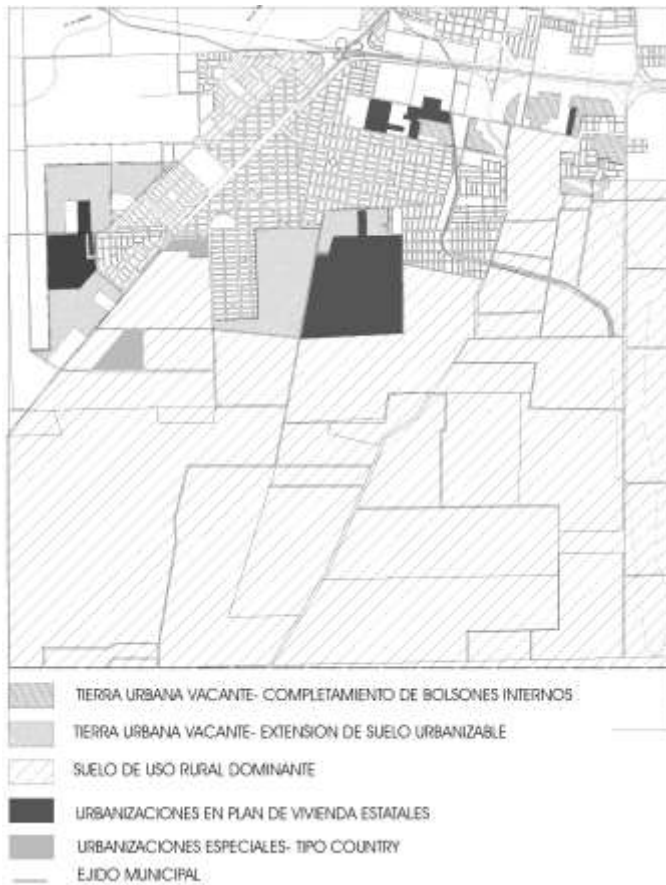 TIERRA URBANA VACANTE- COMPLETAMIENTO DE BOLSONES INTERNOS
TIERRA URBANA VACANTE- EXTENSION DE SUELO URBANIZABLE
SUELO DE USO RURAL DOMINANTE
URBANIZACIONES EN PLAN DE VIVIENDA ESTATALES
URBANIZACIONES ESPECIALES- TIPO COUNTRY
EJIDO MUNICIPAL